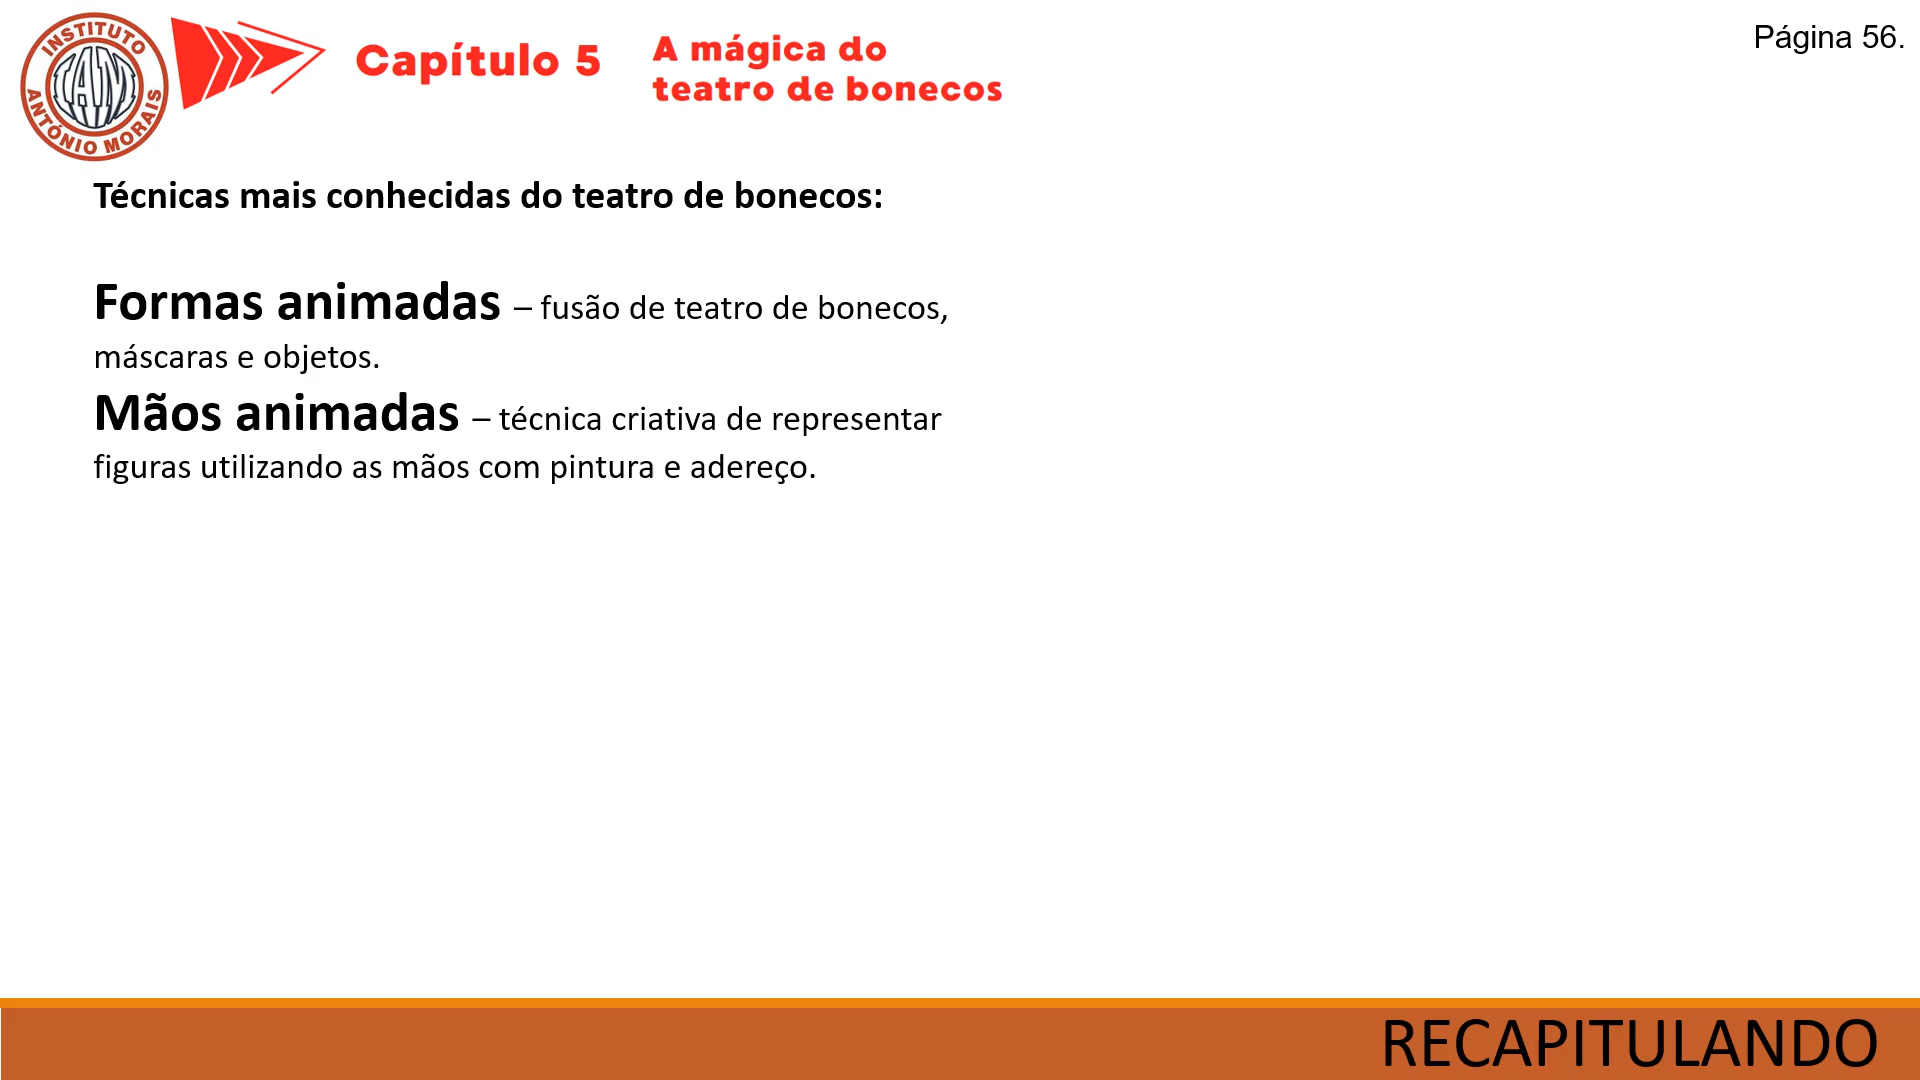 INSTITUTO
IAM
ANTÓNIO MORAIS
Capítulo 5
A mágica do
teatro de bonecos
Página 56.
Técnicas mais conhecidas do teatro de bonecos:
Formas animadas – fusão de teatro de bonecos,
máscaras e objetos.
Mãos animadas – técnica criativa de representar
figuras utilizando as mãos com pintura e adereço.
RECAPITULANDO